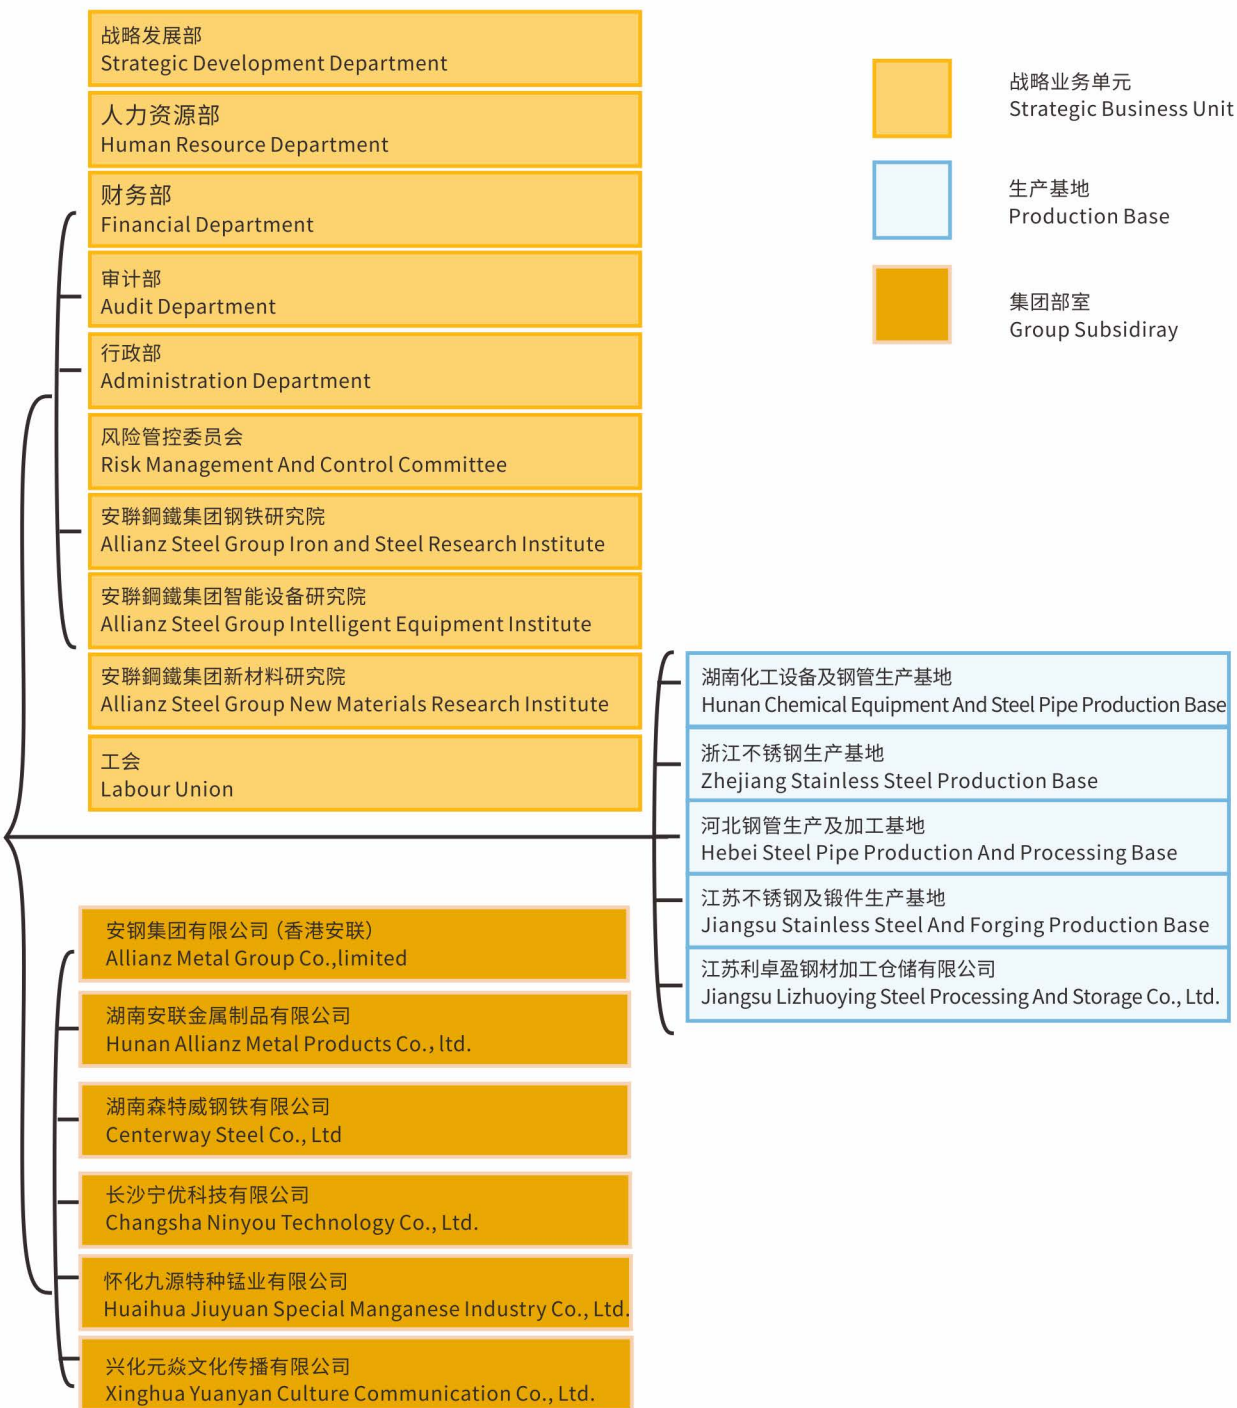 战略发展部
Strategic Development Department
人力资源部
Human Resource Department
财务部
Financial Department
审计部
Audit Department
行政部
Administration Department
风险管控委员会
Risk Management And Control Committee
安聨鋼鐵集团钢铁研究院
Allianz Steel Group Iron and Steel Research Institute
安聨鋼鐵集团智能设备研究院
Allianz Steel Group Intelligent Equipment Institute
安聨鋼鐵集团新材料研究院
Allianz Steel Group New Materials Research Institute
工会
Labour Union
战略业务单元
Strategic Business Unit
生产基地
Production Base
集团部室
Group Subsidiray
湖南化工设备及钢管生产基地
Hunan Chemical Equipment And Steel Pipe Production Base
浙江不锈钢生产基地
Zhejiang Stainless Steel Production Base
河北钢管生产及加工基地
Hebei Steel Pipe Production And Processing Base
江苏不锈钢及锻件生产基地
Jiangsu Stainless Steel And Forging Production Base
江苏利卓盈钢材加工仓储有限公司
Jiangsu Lizhuoying Steel Processing And Storage Co., Ltd.
安钢集团有限公司（香港安联）
Allianz Metal Group Co.,limited
湖南安联金属制品有限公司
Hunan Allianz Metal Products Co., ltd.
湖南森特威钢铁有限公司
Centerway Steel Co., Ltd
长沙宁优科技有限公司
Changsha Ninyou Technology Co., Ltd.
怀化九源特种锰业有限公司
Huaihua Jiuyuan Special Manganese Industry Co., Ltd.
兴化元焱文化传播有限公司
Xinghua Yuanyan Culture Communication Co., Ltd.